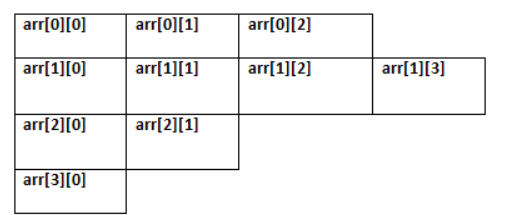 arr[0][0] arr[0][1] arr[0][2]
arr[1][0] arr[1][1] arr[1][2] arr[1][3]
arr[2][0] arr[2][1]
arr[3][0]